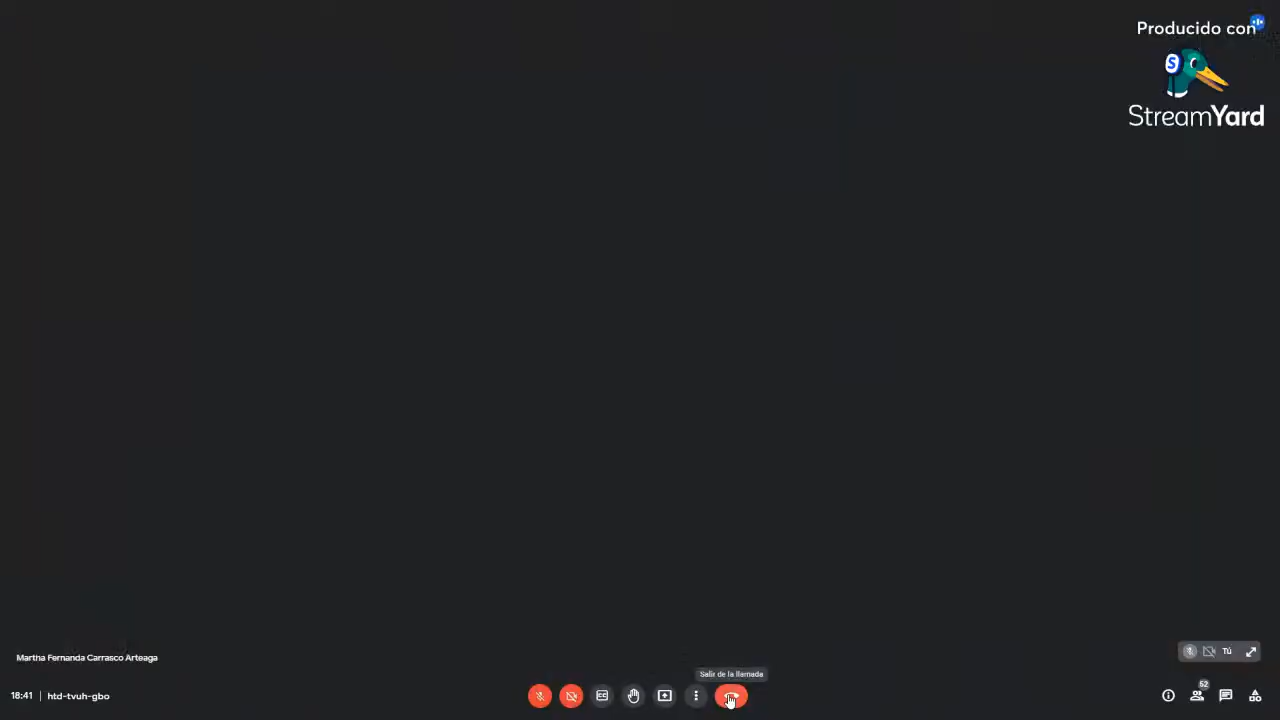 Producido con
S
StreamYard
Martha Fernanda Carrasco Arteaga
Tú
Salir de la llamada
52
18:41 | htd-tvuh-gbo